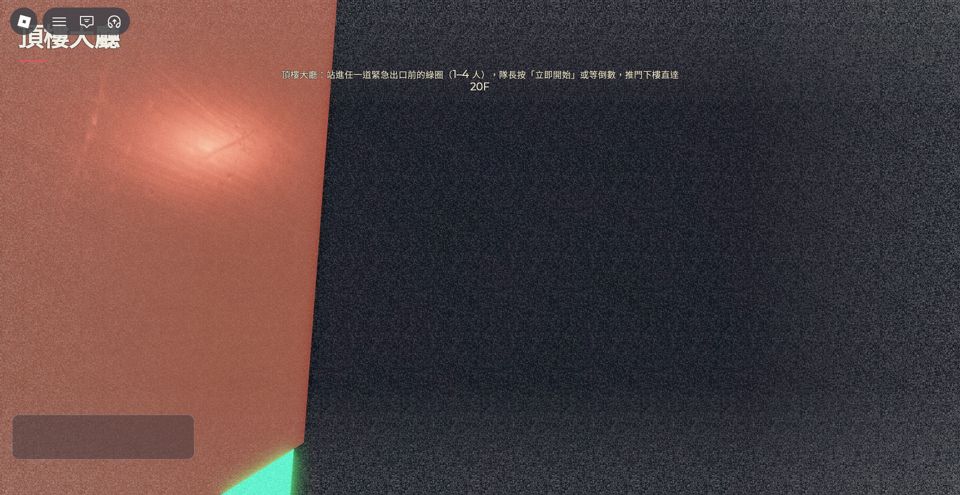 頂樓大廳
頂樓大廳：站進任一道緊急出口前的綠圈（1–4 人），隊長按「立即開始」或等倒數，推門下樓直達
20F